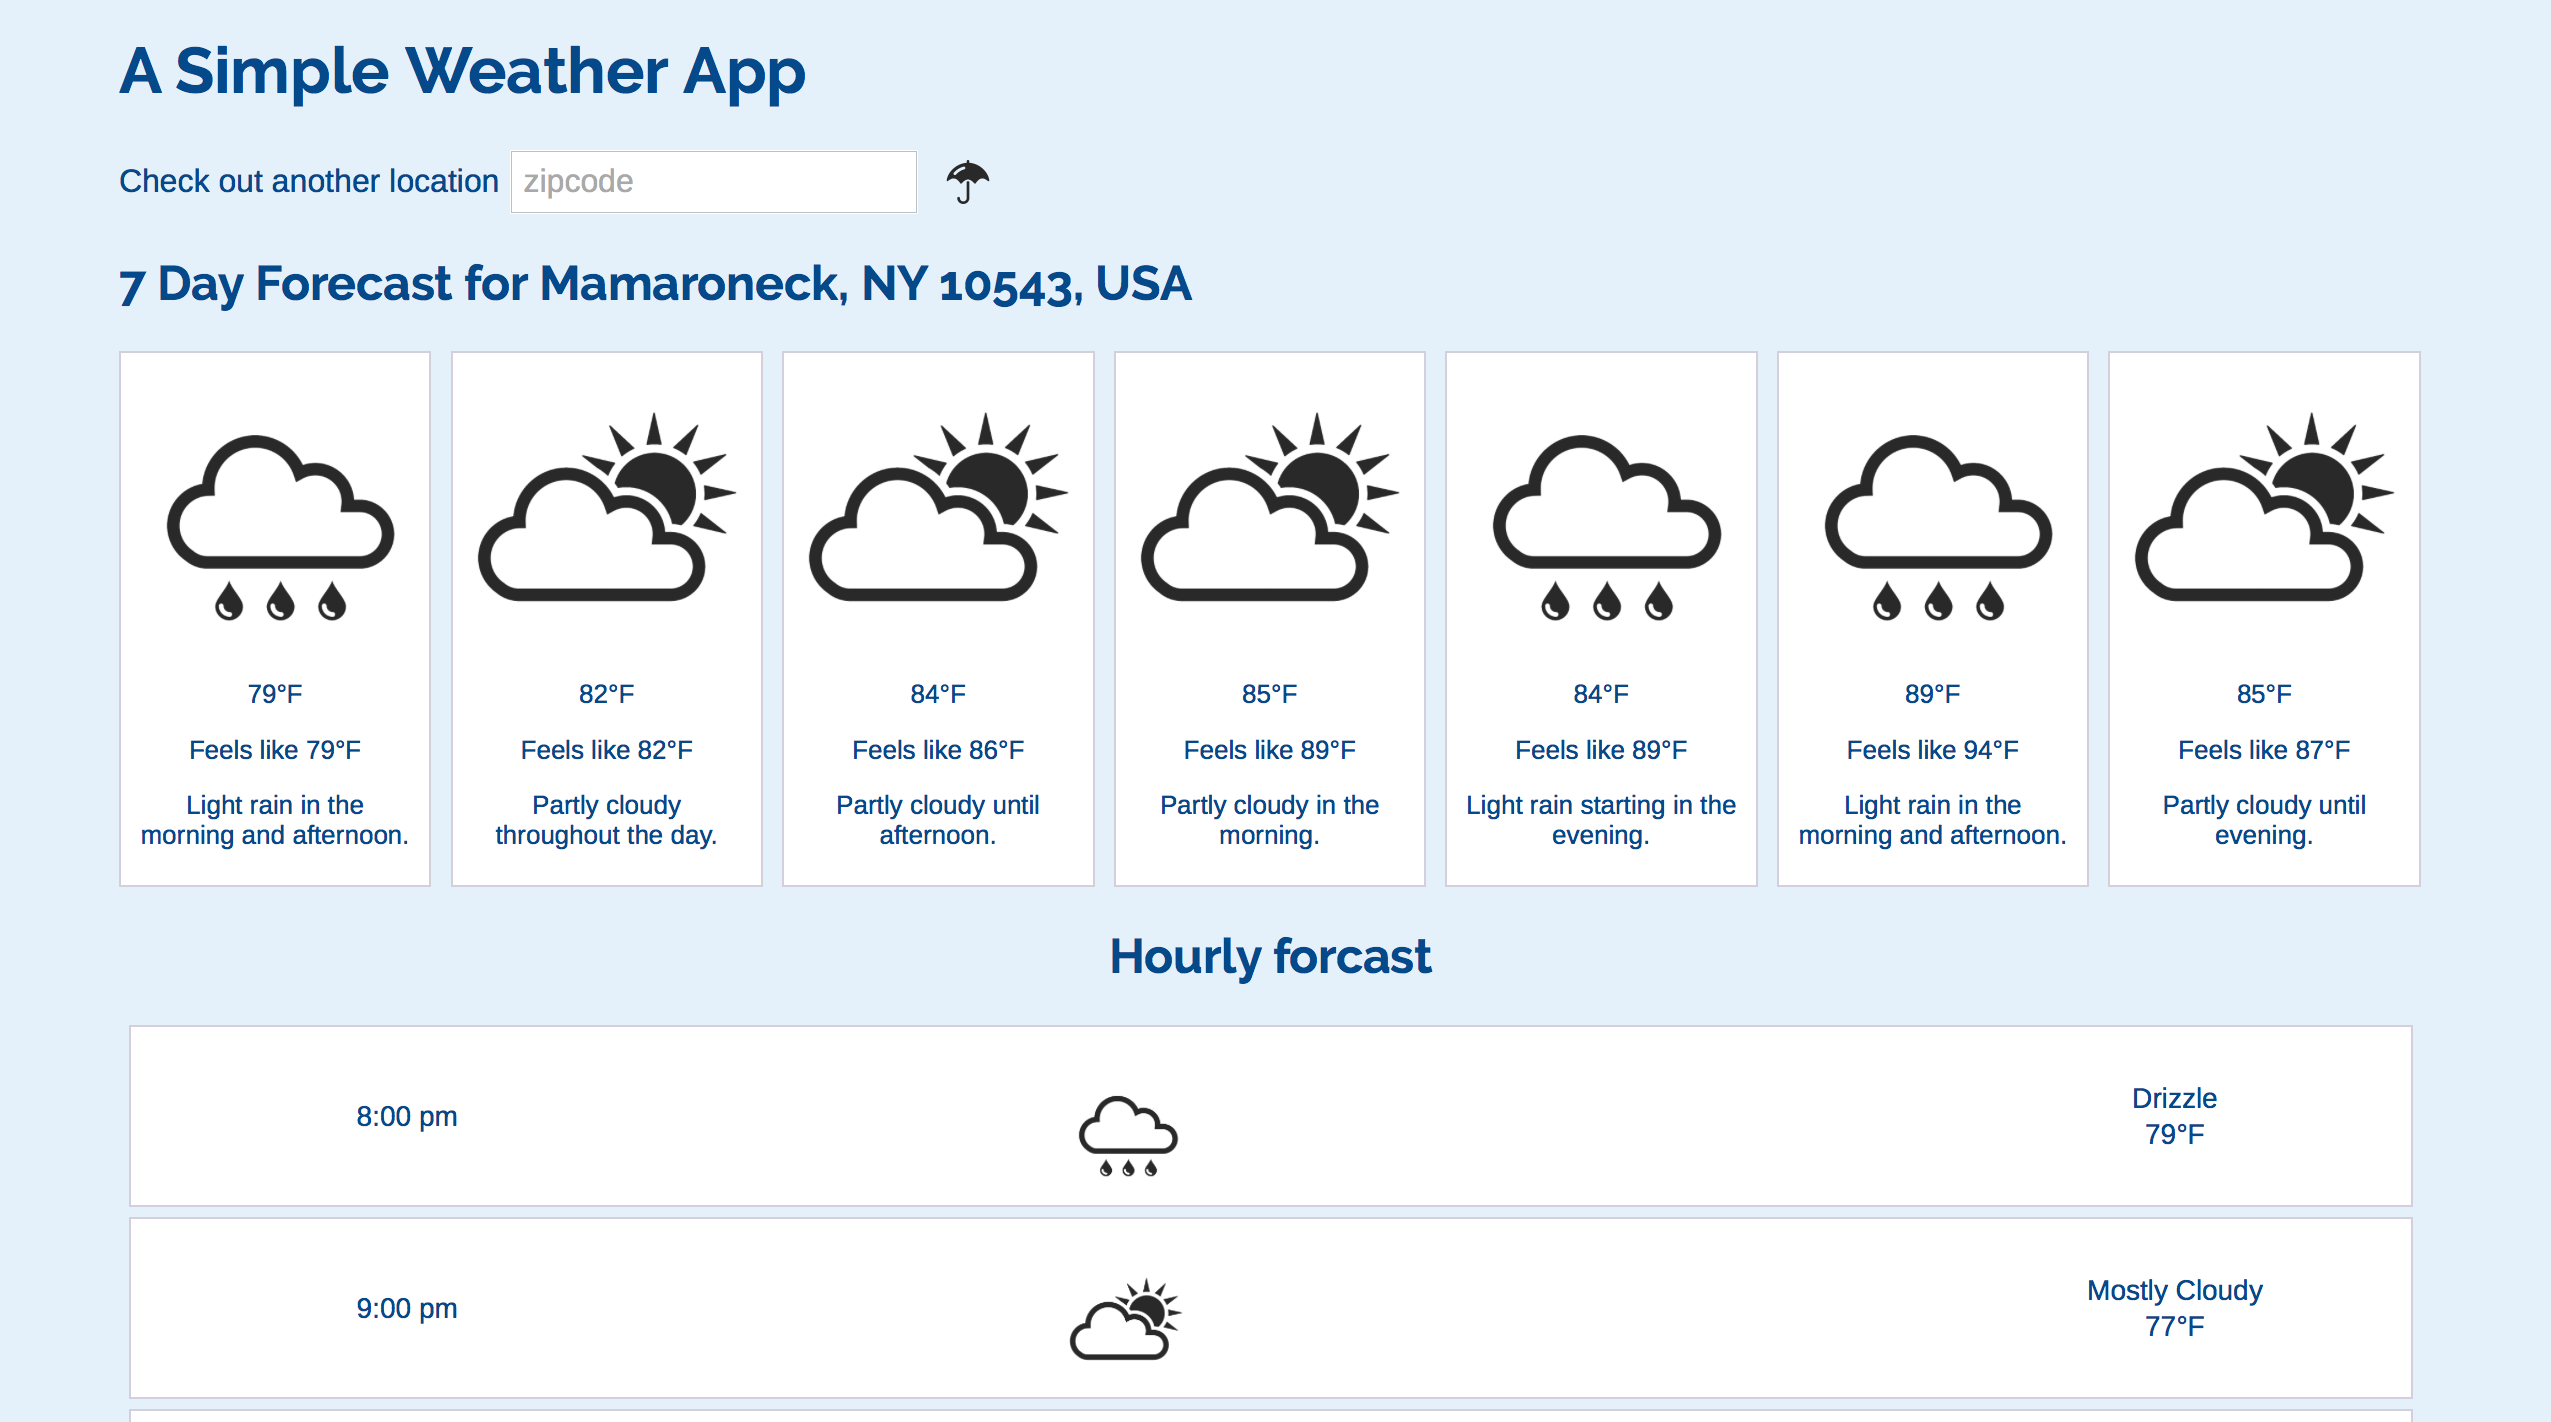 A Simple Weather App
Check out another location zipcode
7 Day Forecast for Mamaroneck, NY 10543, USA
79°F
Feels like 79°F
Light rain in the
morning and afternoon.
82°F
Feels like 82°F
Partly cloudy
throughout the day.
84°F
Feels like 86°F
Partly cloudy until
afternoon.
85°F
Feels like 89°F
Partly cloudy in the
morning.
84°F
Feels like 89°F
Light rain starting in the
evening.
89°F
Feels like 94°F
Light rain in the
morning and afternoon.
85°F
Feels like 87°F
Partly cloudy until
evening.
Hourly forcast
8:00 pm
Drizzle
79°F
9:00 pm
Mostly Cloudy
77°F